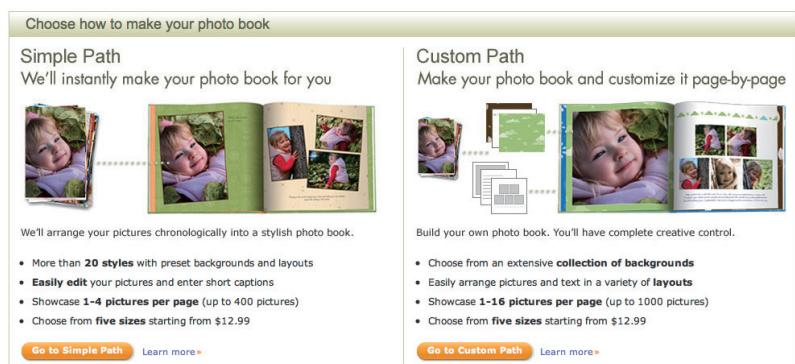 Choose how to make your photo book
Simple Path
We'll instantly make your photo book for you
We'll arrange your pictures chronologically into a stylish photo book.
• More than 20 styles with preset backgrounds and layouts
• Easily edit your pictures and enter short captions
• Showcase 1-4 pictures per page (up to 400 pictures)
• Choose from five sizes starting from $12.99
Go to Simple Path Learn more»
Custom Path
Make your photo book and customize it page-by-page
Build your own photo book. You'll have complete creative control.
• Choose from an extensive collection of backgrounds
• Easily arrange pictures and text in a variety of layouts
• Showcase 1-16 pictures per page (up to 1000 pictures)
• Choose from five sizes starting from $12.99
Go to Custom Path Learn more»